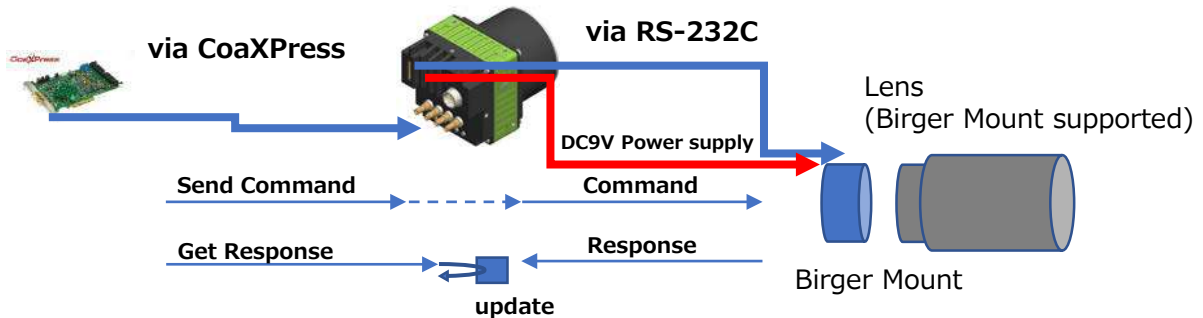 via CoaXPress
via RS-232C
CoaXPress
Lens
(Birger Mount supported)
DC9V Power supply
Send Command
Command
Get Response
Response
Birger Mount
update